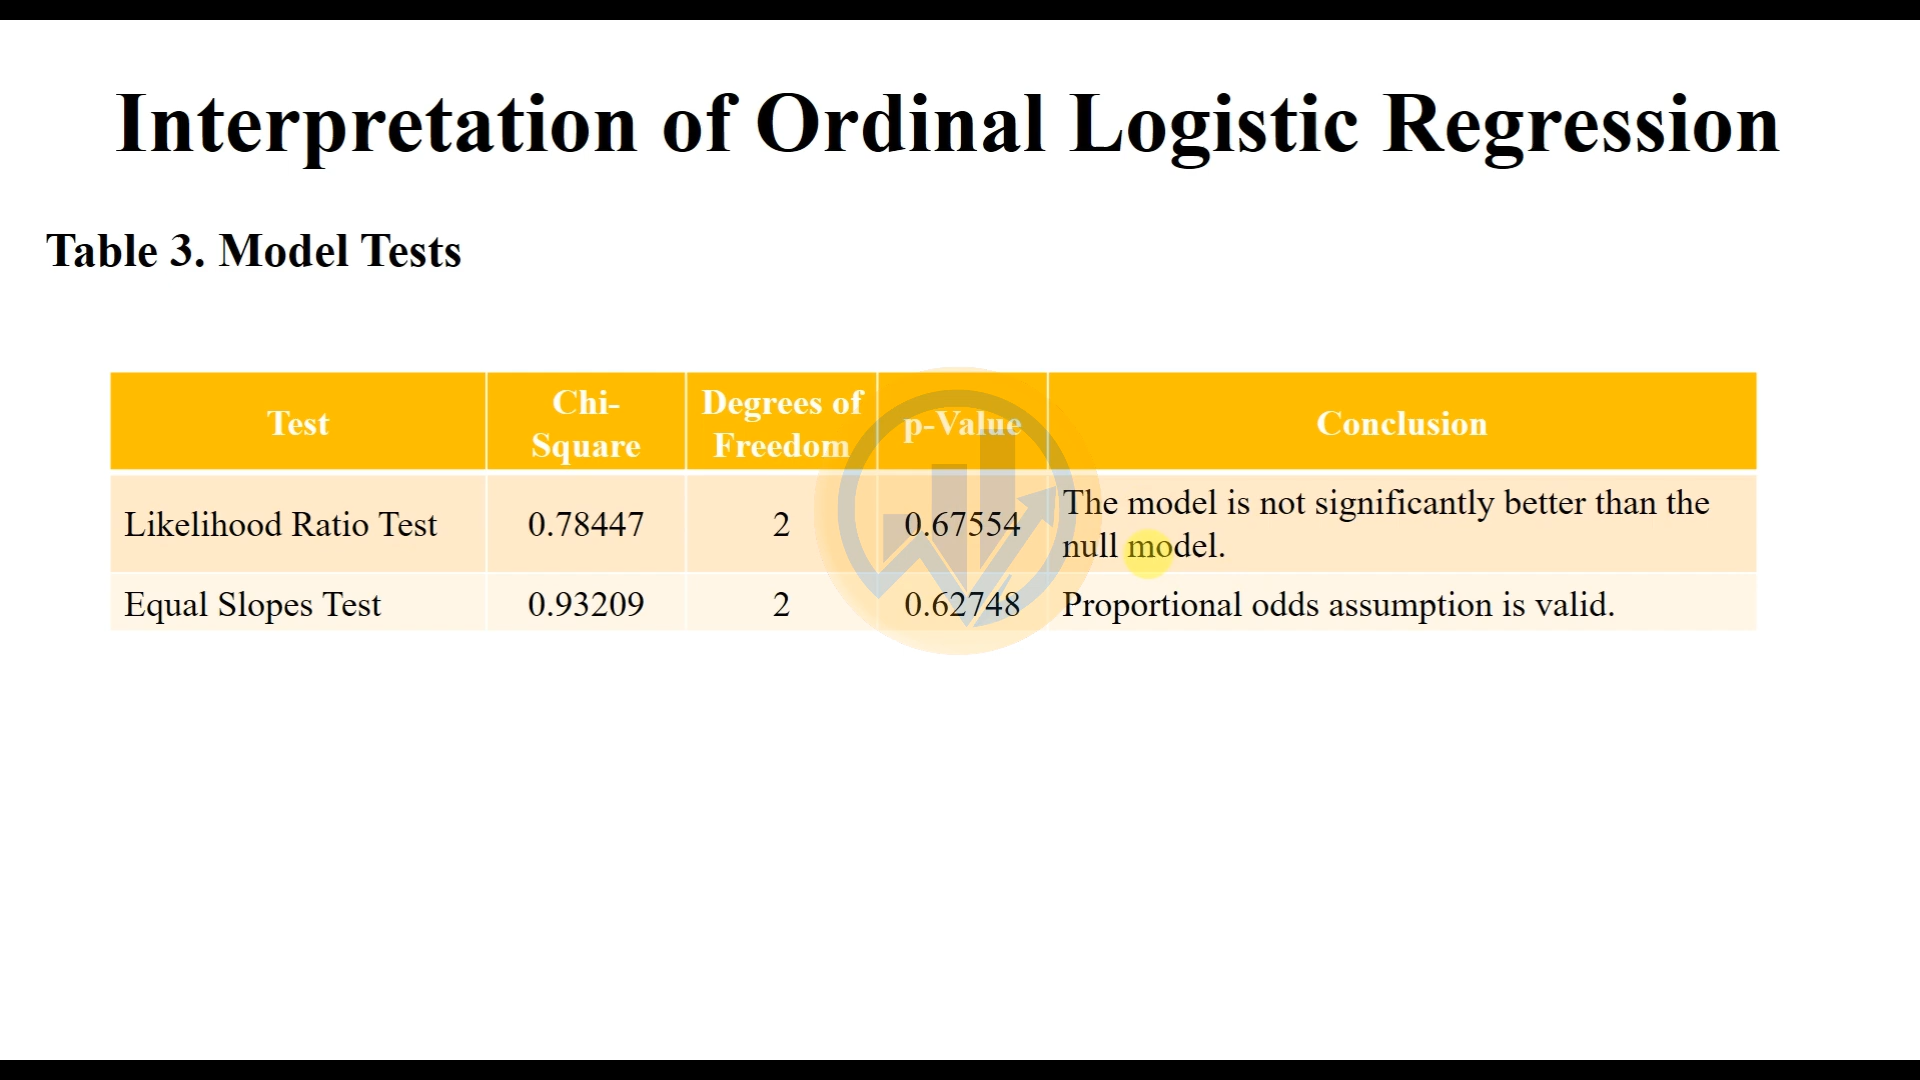 Interpretation of Ordinal Logistic Regression
Table 3. Model Tests
Test Chi-Square Degrees of Freedom p-Value Conclusion
Likelihood Ratio Test 0.78447 2 0.67554 The model is not significantly better than the null model.
Equal Slopes Test 0.93209 2 0.62748 Proportional odds assumption is valid.